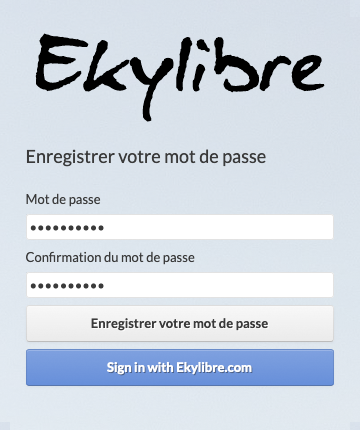 Ekylibre
Enregistrer votre mot de passe
Mot de passe
••••••••••
Confirmation du mot de passe
••••••••••
Enregistrer votre mot de passe
Sign in with Ekylibre.com